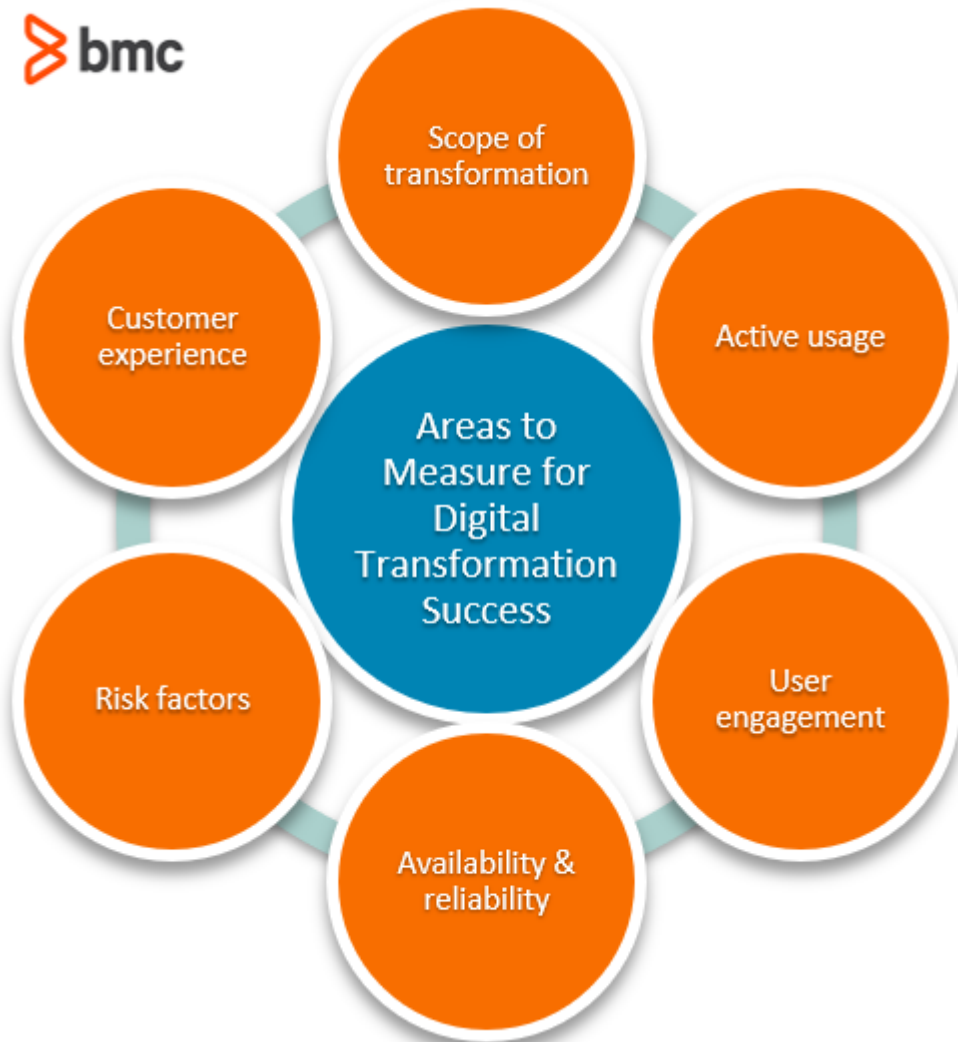 bmc
Scope of
transformation
Active usage
User
engagement
Availability &
reliability
Risk factors
Customer
experience
Areas to
Measure for
Digital
Transformation
Success